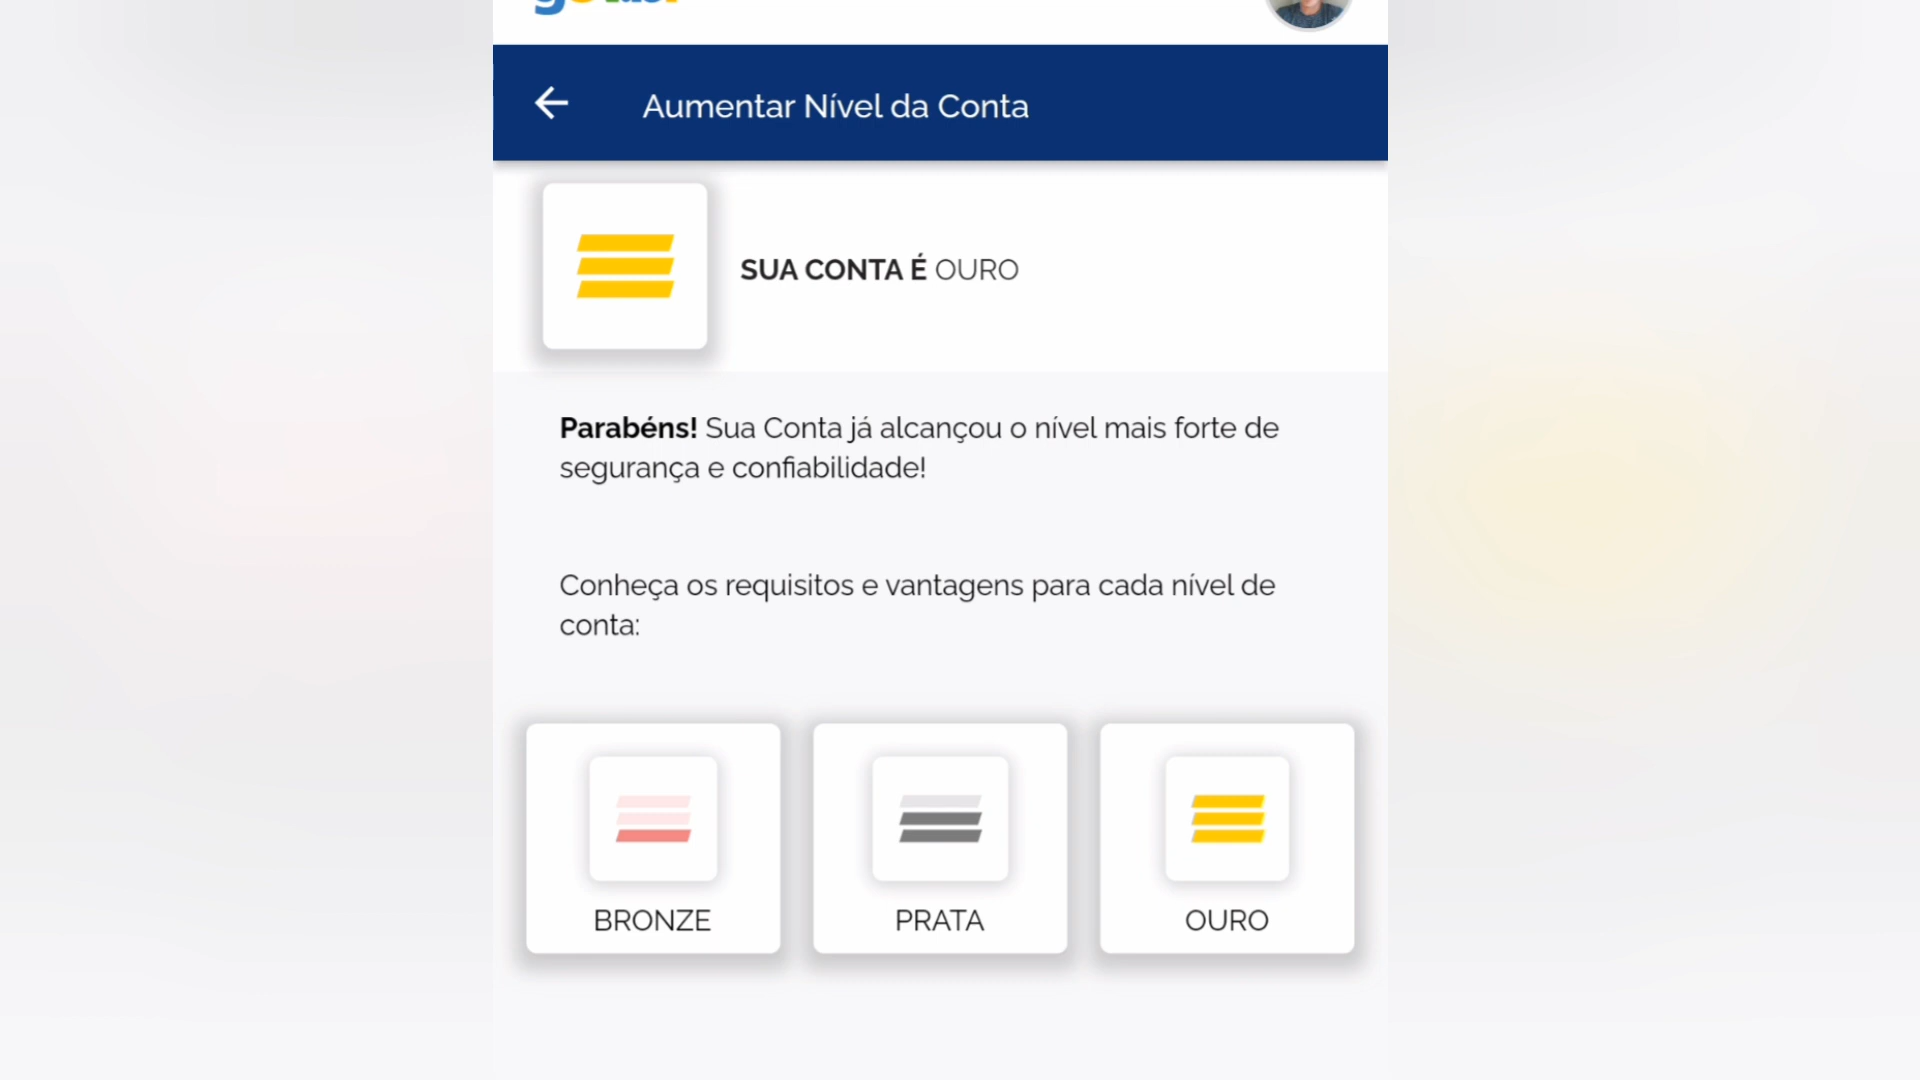 Aumentar Nível da Conta
SUA CONTA É OURO
Parabéns! Sua Conta já alcançou o nível mais forte de
segurança e confiabilidade!
Conheça os requisitos e vantagens para cada nível de
conta:
BRONZE
PRATA
OURO